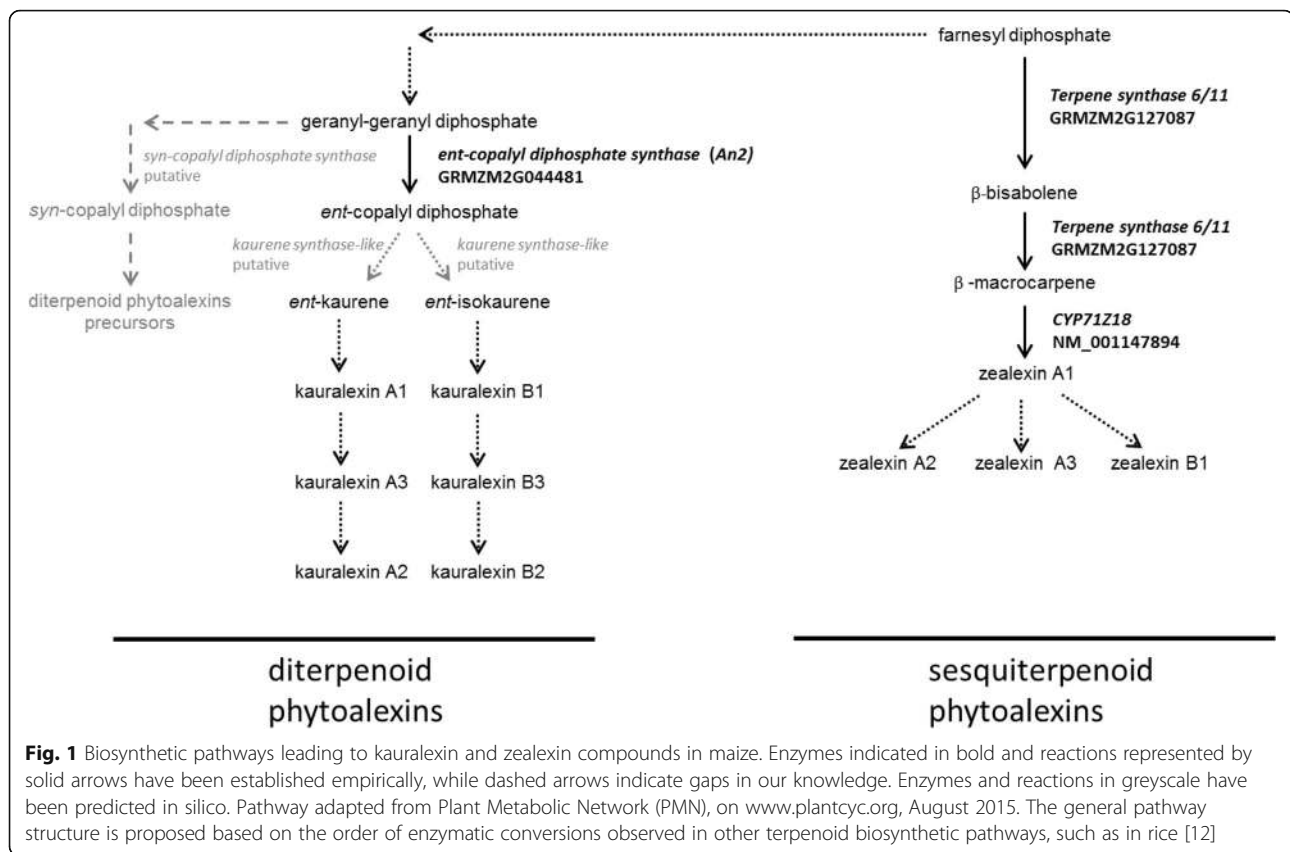 farnesyl diphosphate
Terpene synthase 6/11
GRMZM2G127087
geranyl-geranyl diphosphate
syn-copalyl diphosphate synthase
putative
ent-copalyl diphosphate synthase (An2)
GRMZM2G044481
syn-copalyl diphosphate
ent-copalyl diphosphate
β-bisabolene
Terpene synthase 6/11
GRMZM2G127087
kaurene synthase-like
putative
kaurene synthase-like
putative
β -macrocarpene
diterpenoid phytoalexins
precursors
ent-kaurene
ent-isokaurene
CYP71Z18
NM_001147894
zealexin A1
kauralexin A1
kauralexin B1
zealexin A2
zealexin A3
zealexin B1
kauralexin A3
kauralexin B3
kauralexin A2
kauralexin B2
diterpenoid
phytoalexins
sesquiterpenoid
phytoalexins
Fig. 1 Biosynthetic pathways leading to kauralexin and zealexin compounds in maize. Enzymes indicated in bold and reactions represented by
solid arrows have been established empirically, while dashed arrows indicate gaps in our knowledge. Enzymes and reactions in greyscale have
been predicted in silico. Pathway adapted from Plant Metabolic Network (PMN), on www.plantcyc.org, August 2015. The general pathway
structure is proposed based on the order of enzymatic conversions observed in other terpenoid biosynthetic pathways, such as in rice [12]